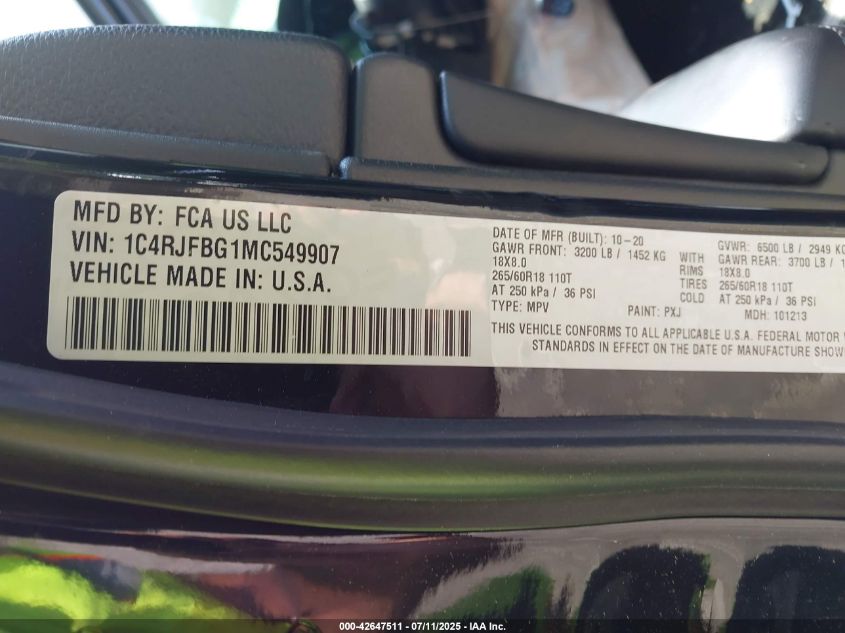 MFD BY: FCA US LLC
VIN: 1C4RJFBG1MC549907
VEHICLE MADE IN: U.S.A.
DATE OF MFR (BUILT): 10-20
GVWR: 6500 LB / 2949 KG
GAWR FRONT: 3200 LB / 1452 KG WITH GAWR REAR: 3700 LB /
18X8.0 RIMS 18X8.0
265/60R18 110T TIRES 265/60R18 110T
AT 250 kPa / 36 PSI COLD AT 250 kPa / 36 PSI
TYPE: MPV PAINT: PXJ MDH: 101213
THIS VEHICLE CONFORMS TO ALL APPLICABLE U.S.A. FEDERAL MOTOR
STANDARDS IN EFFECT ON THE DATE OF MANUFACTURE SHOW
000-42647511 - 07/11/2025 - IAA Inc.